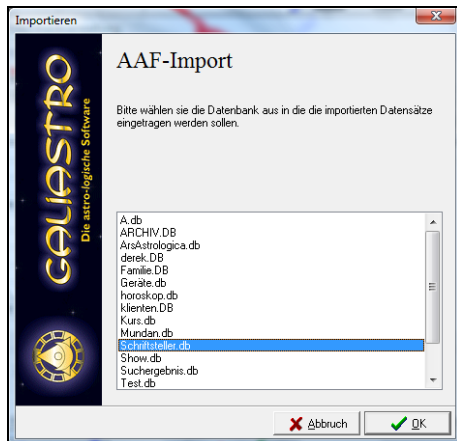 Importieren
GALIASTRO
Die astro-logische Software
AAF-Import
Bitte wählen sie die Datenbank aus in die die importierten Datensätze
eingetragen werden sollen.
A.db
ARCHIV.DB
ArsAstrologica.db
derek.DB
Familie.DB
Geräte.db
horoskop.db
klienten.DB
Kurs.db
Mundan.db
Schriftsteller.db
Show.db
Suchergebnis.db
Test.db
Abbruch
OK